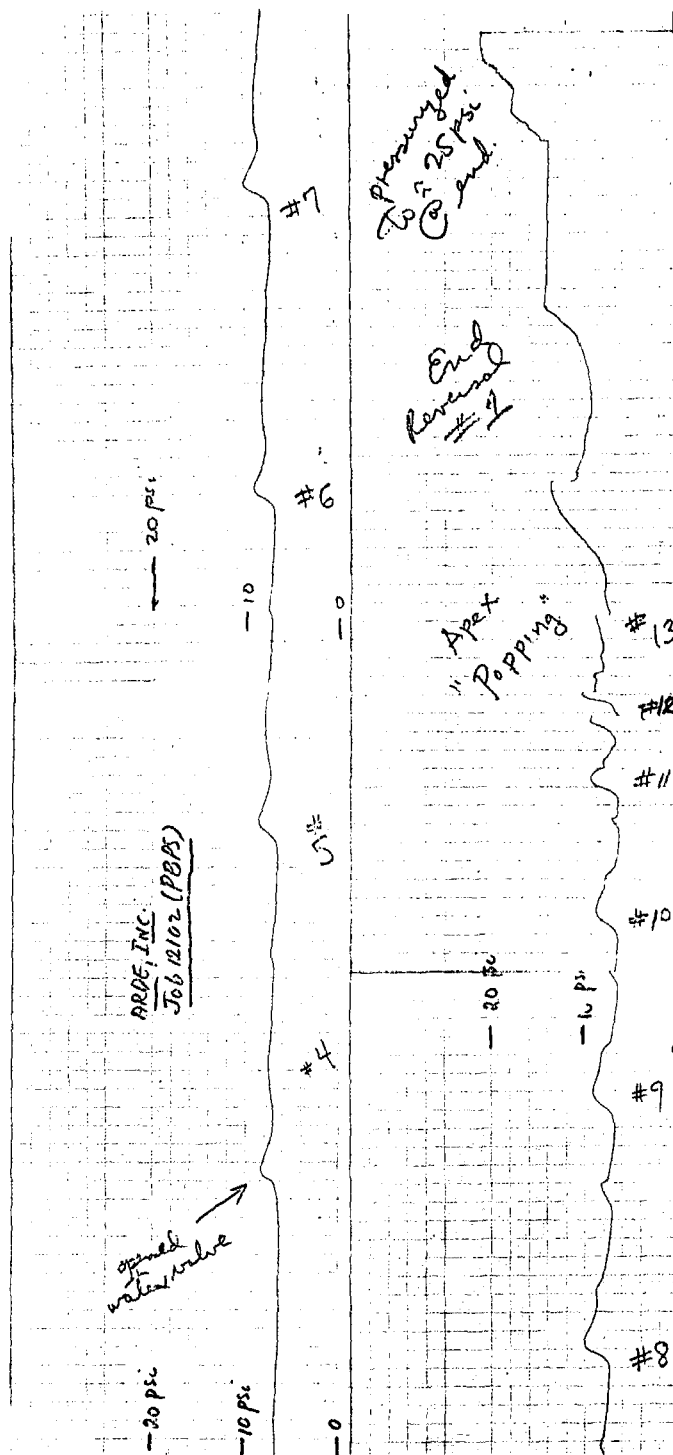 #7
#6
← 20 psi
— 10
— 0
#5
ARDE, INC.
Job 12102 (PBPS)
#4
opened
water valve
— 20 psi
— 10 psi
— 0
Pressurized
To ≈ 25 psi
@ end.
End
Reversal
#1
Apex
"Popping"
#13
#12
#11
#10
— 20 psi
— 10 psi
#9
#8